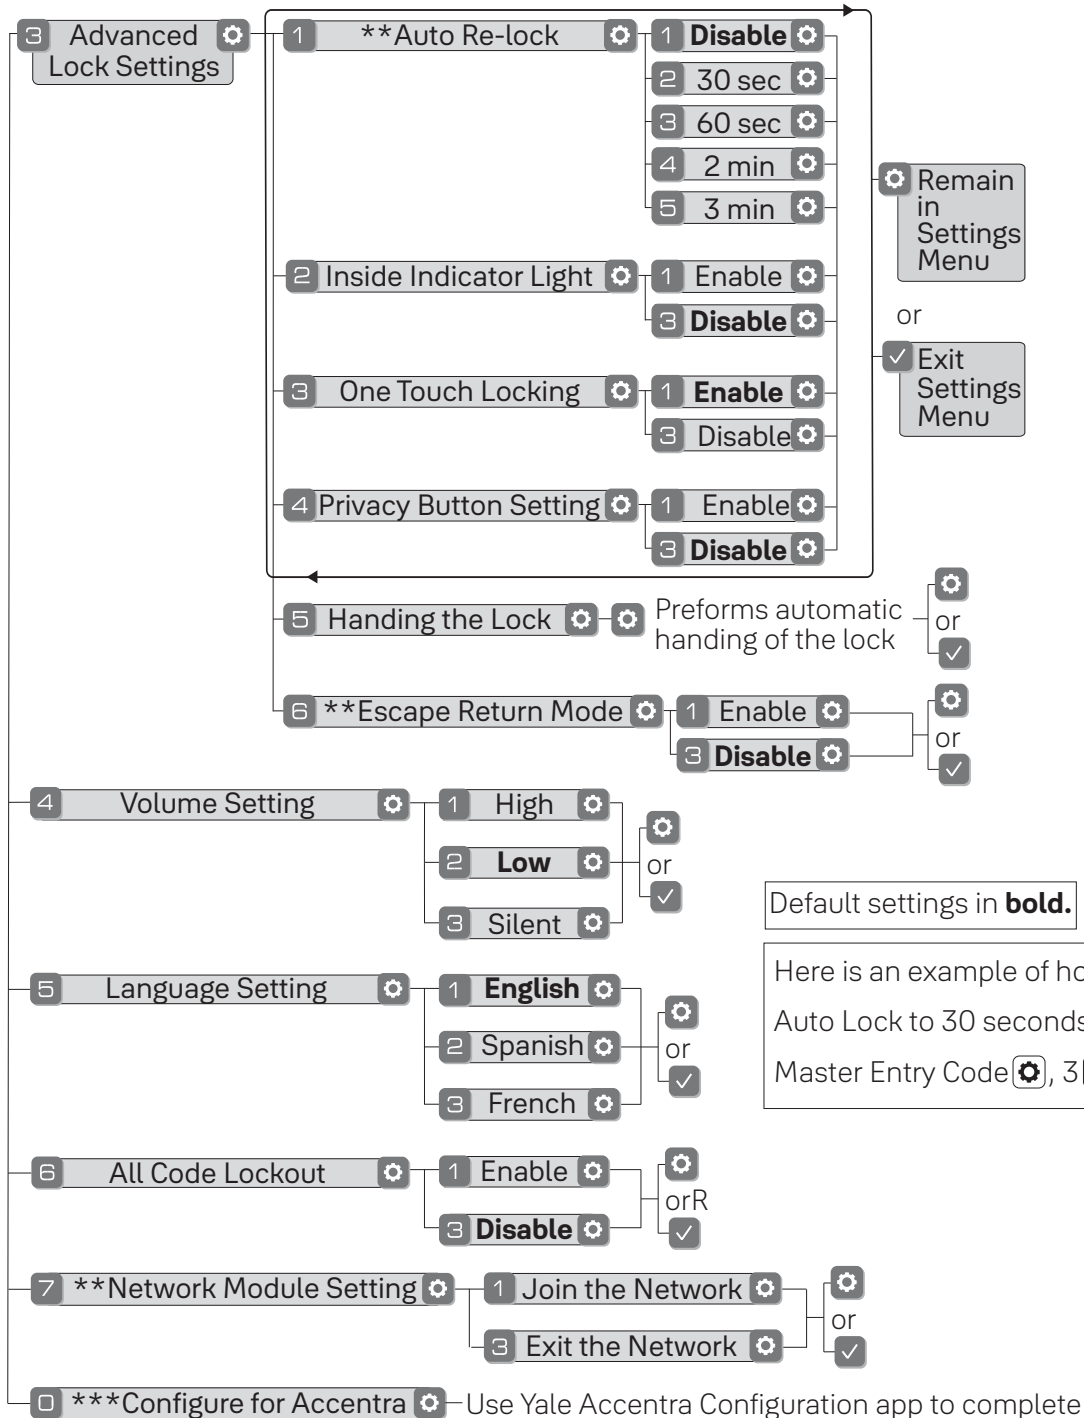 3 Advanced Lock Settings
1 **Auto Re-lock
1 Disable
2 30 sec
3 60 sec
4 2 min
5 3 min
2 Inside Indicator Light
1 Enable
3 Disable
3 One Touch Locking
1 Enable
3 Disable
4 Privacy Button Setting
1 Enable
3 Disable
Remain
in
Settings
Menu
or
Exit
Settings
Menu
5 Handing the Lock
Preforms automatic
handing of the lock
or
6 **Escape Return Mode
1 Enable
3 Disable
or
4 Volume Setting
1 High
2 Low
3 Silent
or
Default settings in bold.
Here is an example of ho
Auto Lock to 30 seconds
Master Entry Code, 3
5 Language Setting
1 English
2 Spanish
3 French
or
6 All Code Lockout
1 Enable
3 Disable
orR
7 **Network Module Setting
1 Join the Network
3 Exit the Network
or
0 ***Configure for Accentra
Use Yale Accentra Configuration app to complete